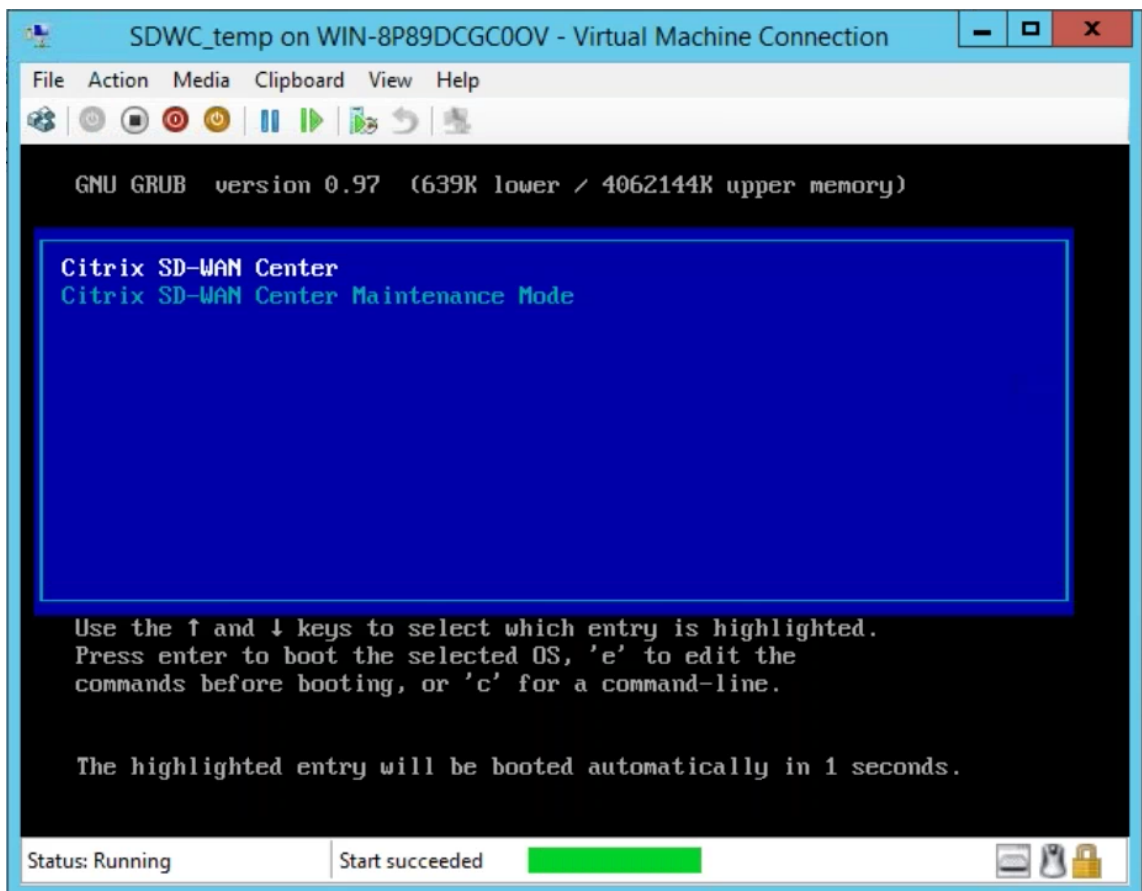 SDWC_temp on WIN-8P89DCGC0OV - Virtual Machine Connection
File Action Media Clipboard View Help
GNU GRUB version 0.97 (639K lower / 4062144K upper memory)
Citrix SD-WAN Center
Citrix SD-WAN Center Maintenance Mode
Use the ↑ and ↓ keys to select which entry is highlighted.
Press enter to boot the selected OS, 'e' to edit the
commands before booting, or 'c' for a command-line.
The highlighted entry will be booted automatically in 1 seconds.
Status: Running Start succeeded